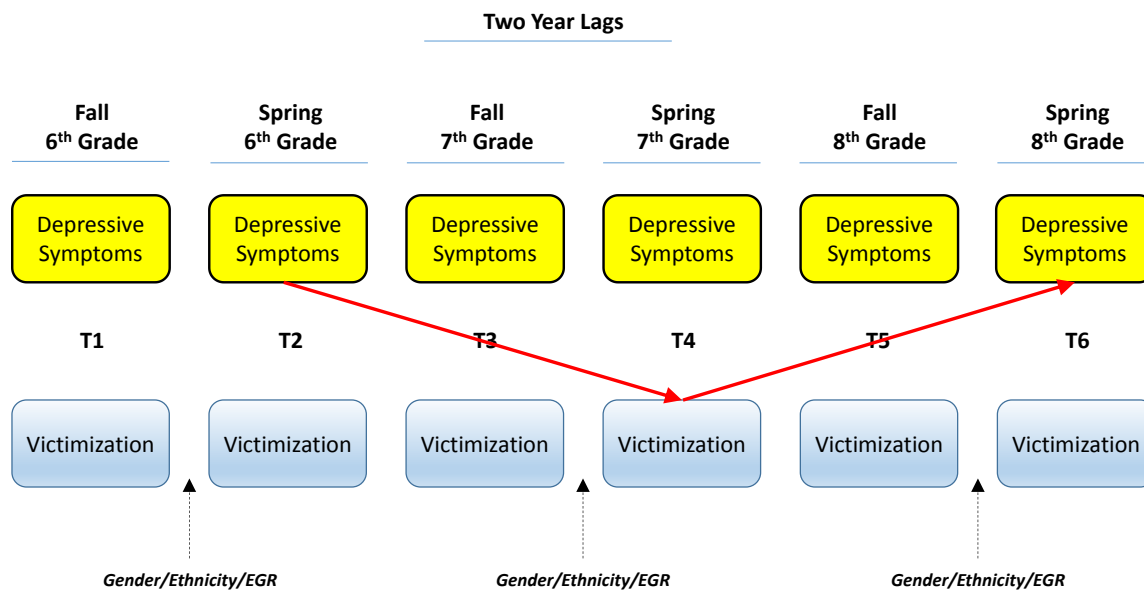 Two Year Lags
Fall
6th Grade
Spring
6th Grade
Fall
7th Grade
Spring
7th Grade
Fall
8th Grade
Spring
8th Grade
Depressive
Symptoms
Depressive
Symptoms
Depressive
Symptoms
Depressive
Symptoms
Depressive
Symptoms
Depressive
Symptoms
T1
T2
T3
T4
T5
T6
Victimization
Victimization
Victimization
Victimization
Victimization
Victimization
Gender/Ethnicity/EGR
Gender/Ethnicity/EGR
Gender/Ethnicity/EGR